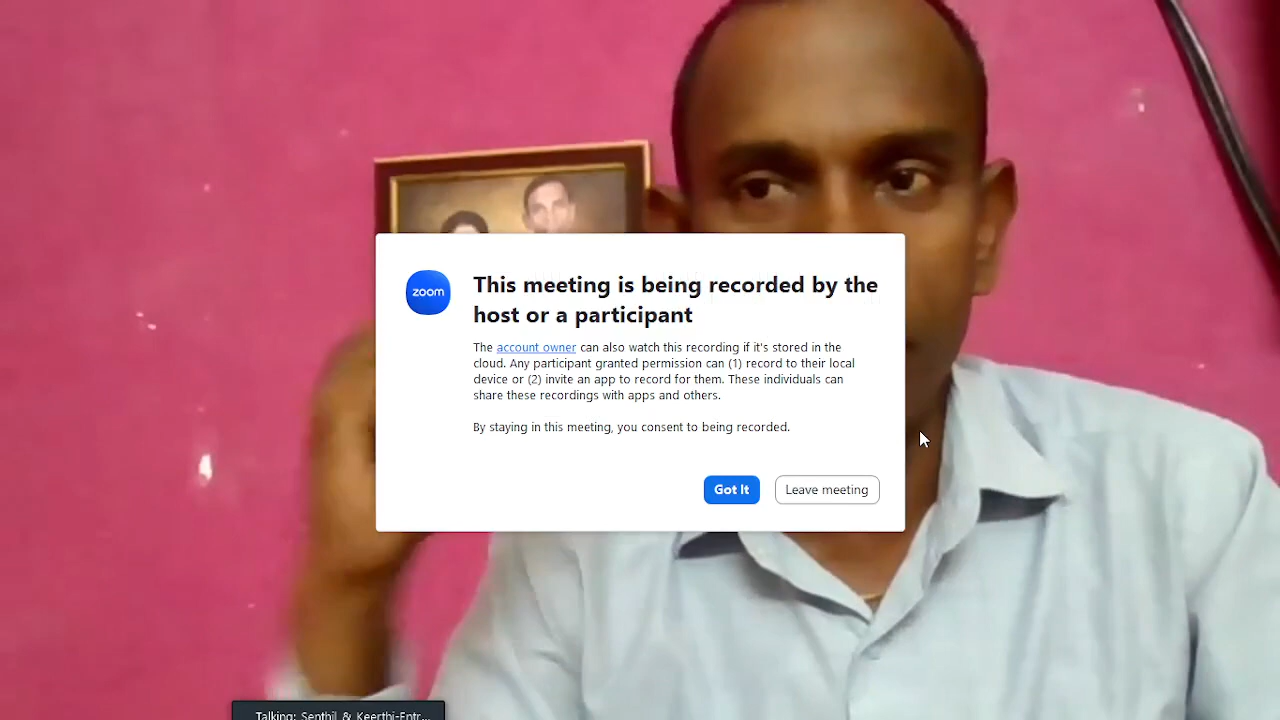 zoom
This meeting is being recorded by the
host or a participant
The account owner can also watch this recording if it's stored in the
cloud. Any participant granted permission can (1) record to their local
device or (2) invite an app to record for them. These individuals can
share these recordings with apps and others.
By staying in this meeting, you consent to being recorded.
Got It
Leave meeting
Talking: Senthil & Keerthi-Entr...